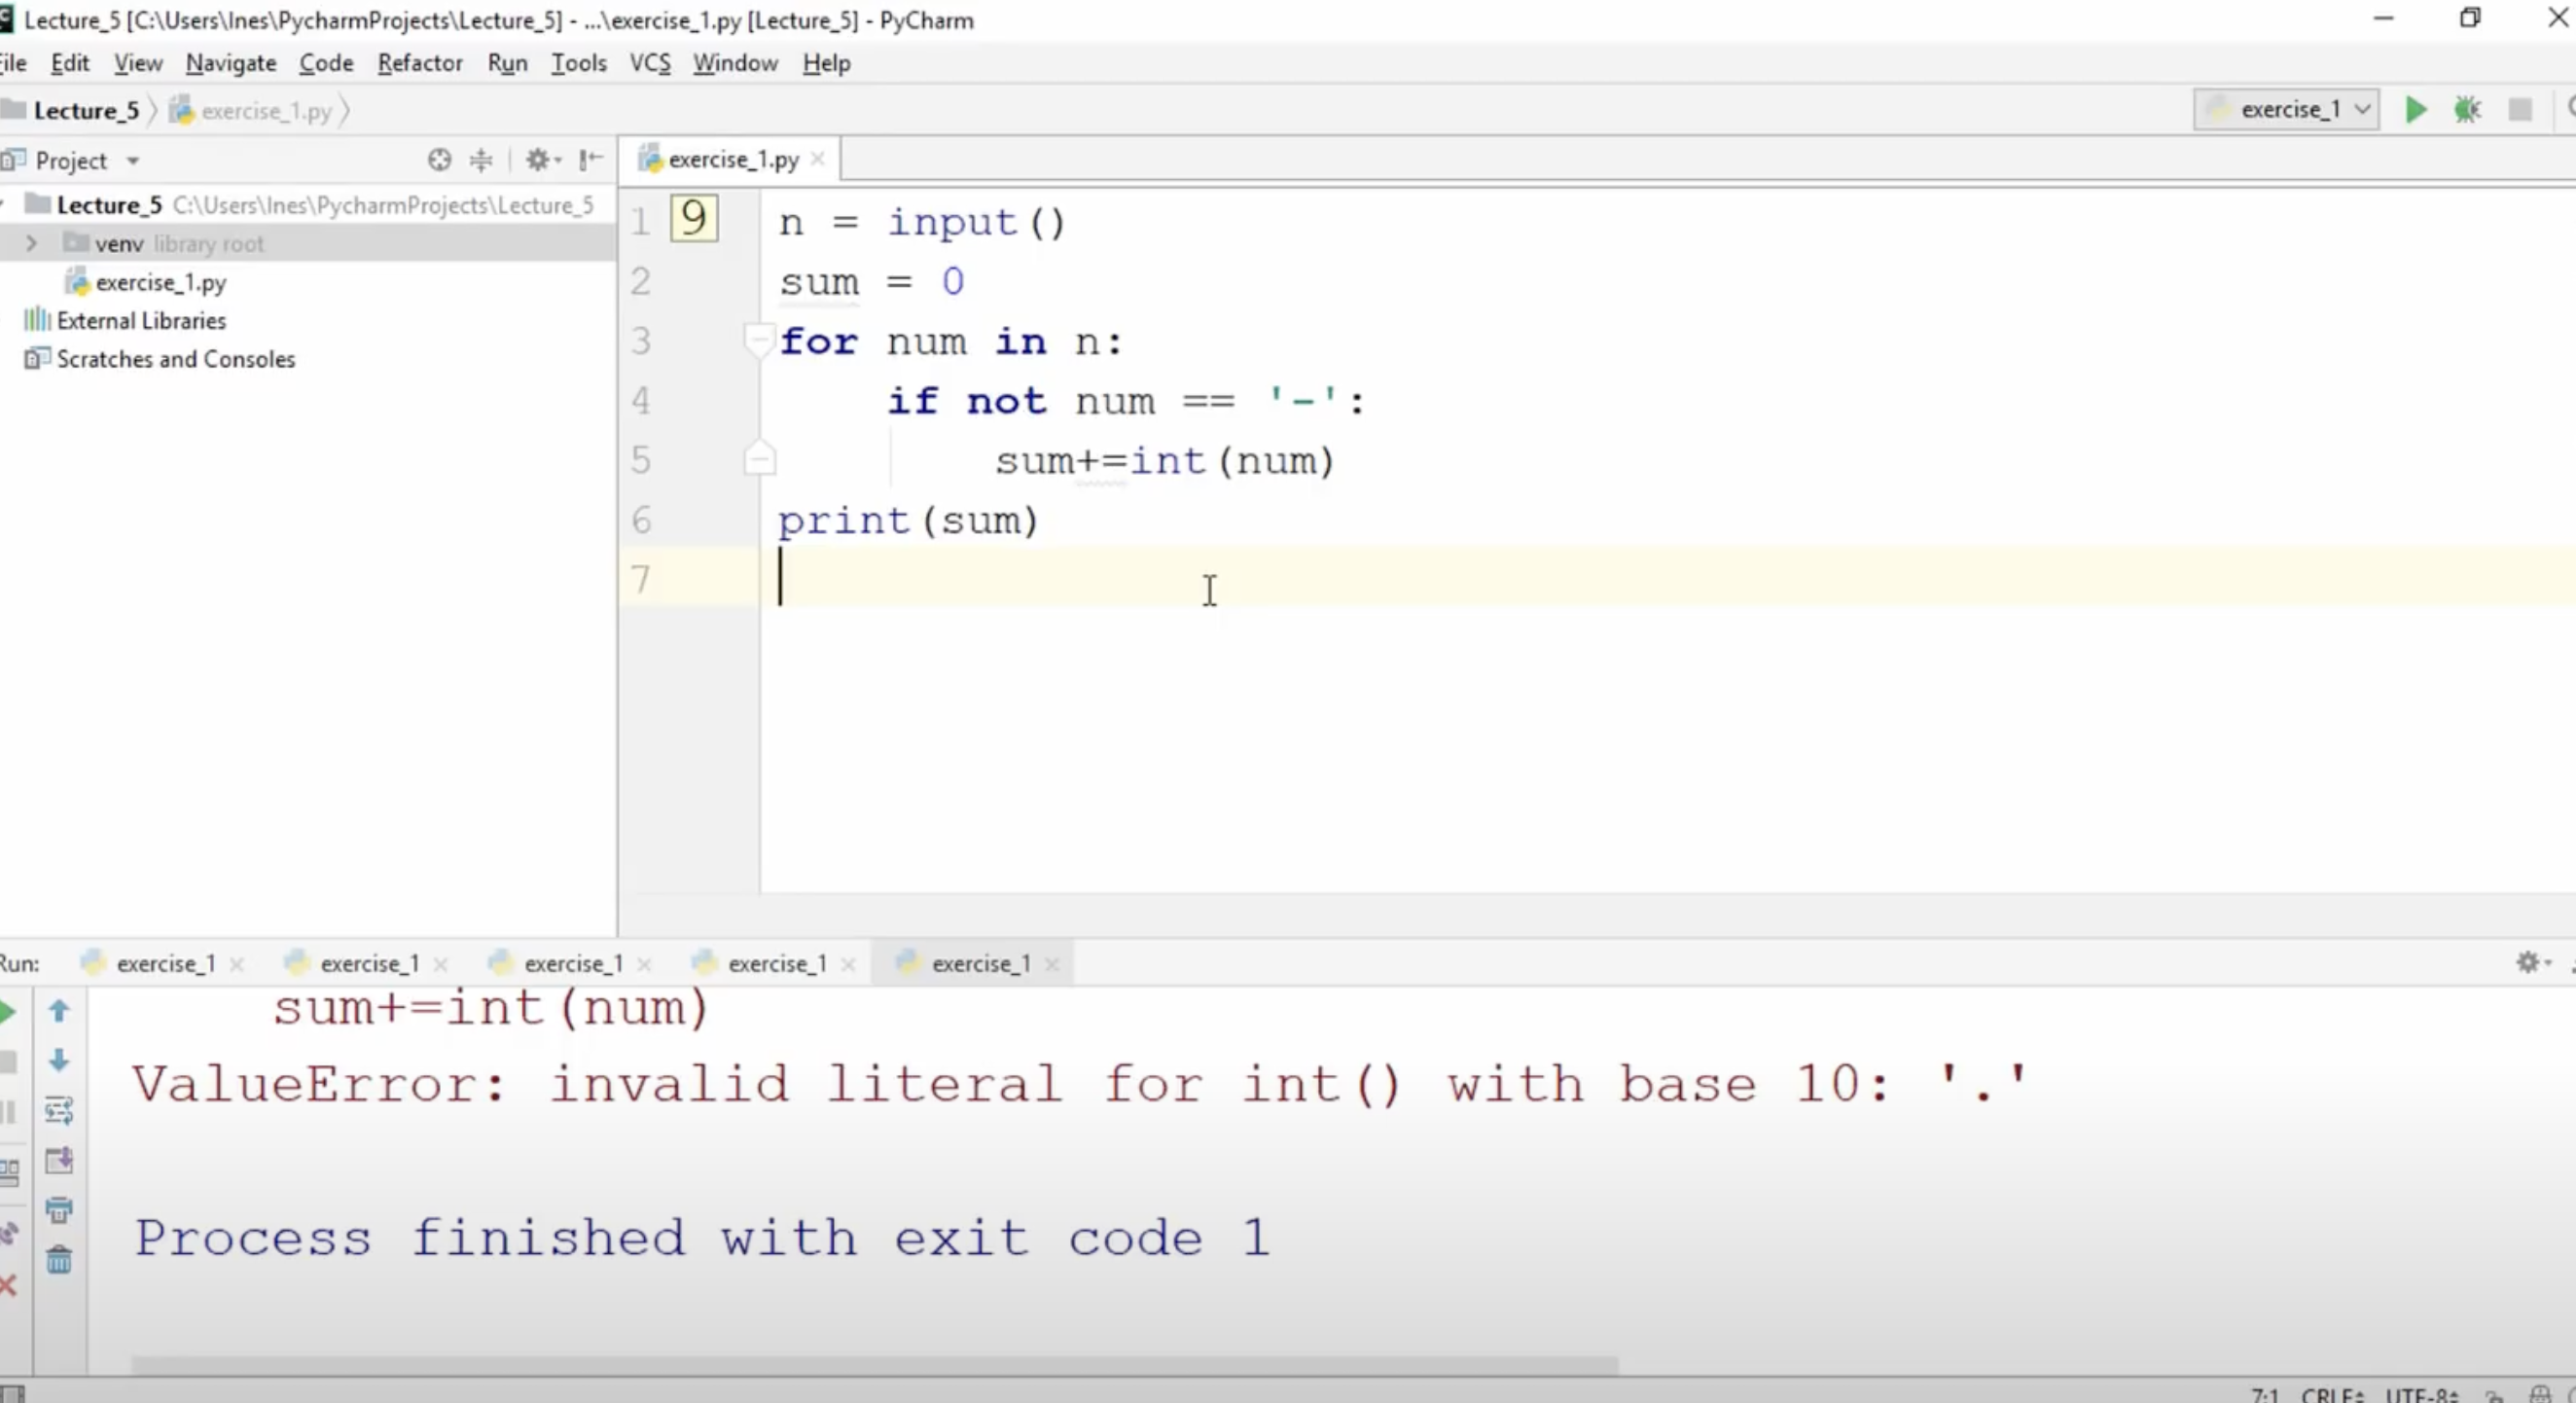 Lecture_5 [C:\Users\Ines\PycharmProjects\Lecture_5] - ...\exercise_1.py [Lecture_5] - PyCharm
File Edit View Navigate Code Refactor Run Tools VCS Window Help
Lecture_5 exercise_1.py exercise_1
Project
exercise_1.py
Lecture_5 C:\Users\Ines\PycharmProjects\Lecture_5
venv library root
exercise_1.py
External Libraries
Scratches and Consoles
1 9 n = input()
2 sum = 0
3 for num in n:
4 if not num == '-':
5 sum+=int(num)
6 print(sum)
7
Run: exercise_1 exercise_1 exercise_1 exercise_1 exercise_1
sum+=int(num)
ValueError: invalid literal for int() with base 10: '.'
Process finished with exit code 1
7:1 CRLF UTF-8